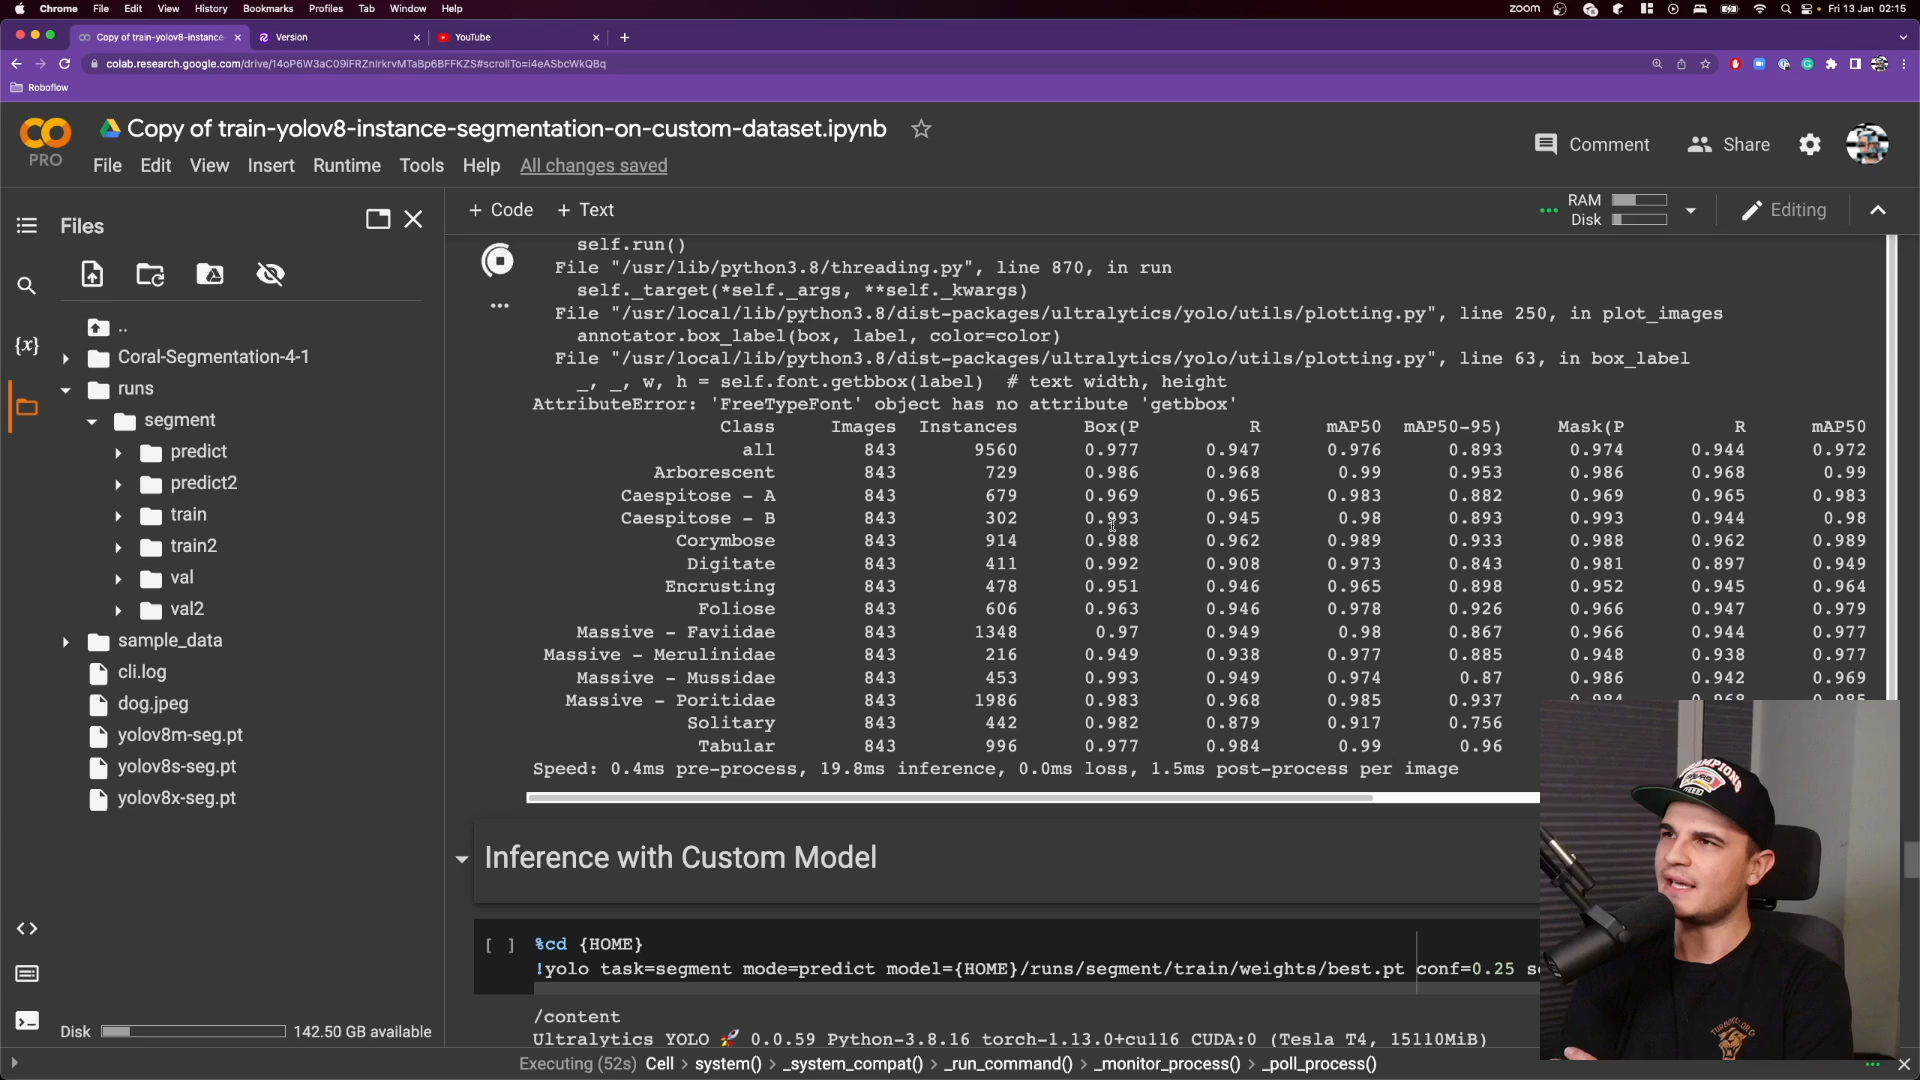 Chrome File Edit View History Bookmarks Profiles Tab Window Help
zoom
Fri 13 Jan 02:15
Copy of train-yolov8-instance-
Version
YouTube
colab.research.google.com/drive/14oP6W3aC09iFRZnIrkrvMTaBp6BFFKZS#scrollTo=i4eASbcWkQBq
Roboflow
PRO
Copy of train-yolov8-instance-segmentation-on-custom-dataset.ipynb
Comment
Share
File Edit View Insert Runtime Tools Help All changes saved
Files
+ Code + Text
RAM
Disk
Editing
..
Coral-Segmentation-4-1
runs
segment
predict
predict2
train
train2
val
val2
sample_data
cli.log
dog.jpeg
yolov8m-seg.pt
yolov8s-seg.pt
yolov8x-seg.pt
Disk 142.50 GB available
self.run()
File "/usr/lib/python3.8/threading.py", line 870, in run
self._target(*self._args, **self._kwargs)
File "/usr/local/lib/python3.8/dist-packages/ultralytics/yolo/utils/plotting.py", line 250, in plot_images
annotator.box_label(box, label, color=color)
File "/usr/local/lib/python3.8/dist-packages/ultralytics/yolo/utils/plotting.py", line 63, in box_label
_, _, w, h = self.font.getbbox(label)  # text width, height
AttributeError: 'FreeTypeFont' object has no attribute 'getbbox'
Class Images Instances Box(P R mAP50 mAP50-95) Mask(P R mAP50
all 843 9560 0.977 0.947 0.976 0.893 0.974 0.944 0.972
Arborescent 843 729 0.986 0.968 0.99 0.953 0.986 0.968 0.99
Caespitose - A 843 679 0.969 0.965 0.983 0.882 0.969 0.965 0.983
Caespitose - B 843 302 0.993 0.945 0.98 0.893 0.993 0.944 0.98
Corymbose 843 914 0.988 0.962 0.989 0.933 0.988 0.962 0.989
Digitate 843 411 0.992 0.908 0.973 0.843 0.981 0.897 0.949
Encrusting 843 478 0.951 0.946 0.965 0.898 0.952 0.945 0.964
Foliose 843 606 0.963 0.946 0.978 0.926 0.966 0.947 0.979
Massive - Faviidae 843 1348 0.97 0.949 0.98 0.867 0.966 0.944 0.977
Massive - Merulinidae 843 216 0.949 0.938 0.977 0.885 0.948 0.938 0.977
Massive - Mussidae 843 453 0.993 0.949 0.974 0.87 0.986 0.942 0.969
Massive - Poritidae 843 1986 0.983 0.968 0.985 0.937 0.984 0.968 0.985
Solitary 843 442 0.982 0.879 0.917 0.756
Tabular 843 996 0.977 0.984 0.99 0.96
Speed: 0.4ms pre-process, 19.8ms inference, 0.0ms loss, 1.5ms post-process per image
Inference with Custom Model
[ ] %cd {HOME}
!yolo task=segment mode=predict model={HOME}/runs/segment/train/weights/best.pt conf=0.25
/content
Ultralytics YOLO 🚀 0.0.59 Python-3.8.16 torch-1.13.0+cu116 CUDA:0 (Tesla T4, 15110MiB)
Executing (52s) Cell > system() > _system_compat() > _run_command() > _monitor_process() > _poll_process()